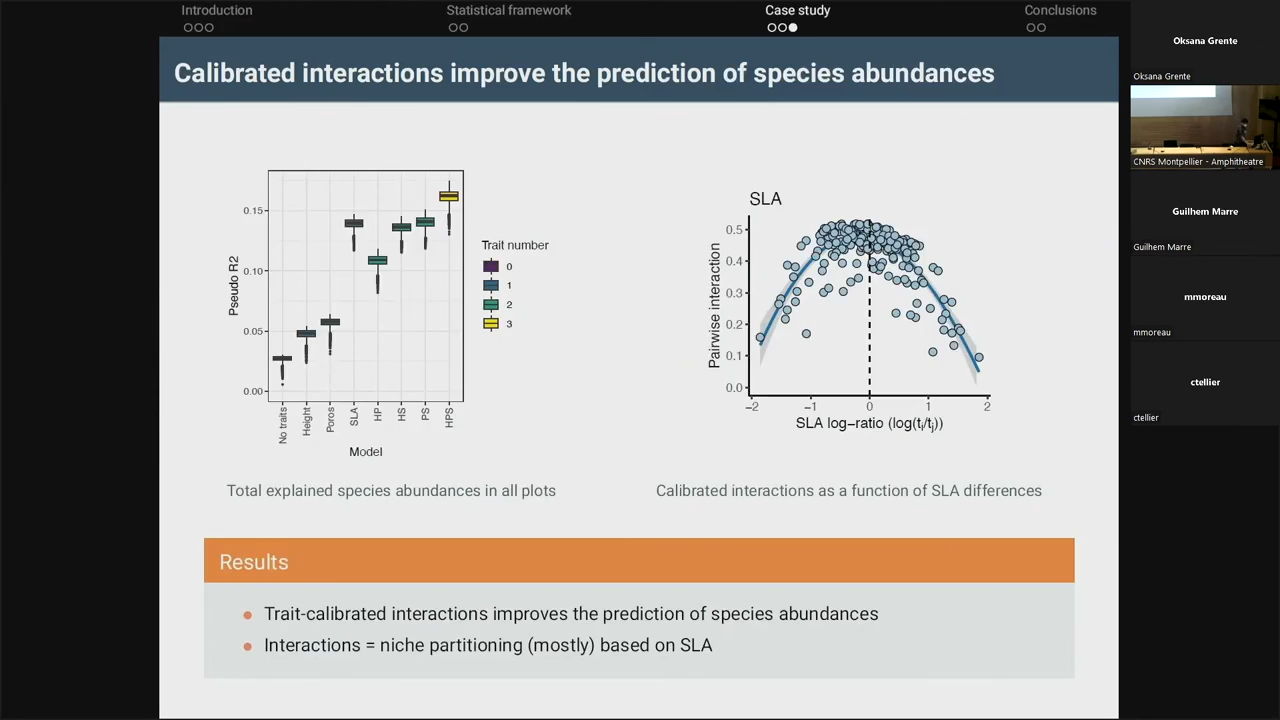 Introduction
Statistical framework
Case study
Conclusions
Calibrated interactions improve the prediction of species abundances
Pseudo R2
0.15
0.10
0.05
0.00
No traits
Height
Poros
SLA
HP
HS
PS
HPS
Model
Trait number
0
1
2
3
Total explained species abundances in all plots
SLA
Pairwise interaction
0.5
0.4
0.3
0.2
0.1
0.0
−2
−1
0
1
2
SLA log−ratio (log(ti/tj))
Calibrated interactions as a function of SLA differences
Results
Trait-calibrated interactions improves the prediction of species abundances
Interactions = niche partitioning (mostly) based on SLA
Oksana Grente
Oksana Grente
CNRS Montpellier - Amphitheatre
Guilhem Marre
Guilhem Marre
mmoreau
mmoreau
ctellier
ctellier